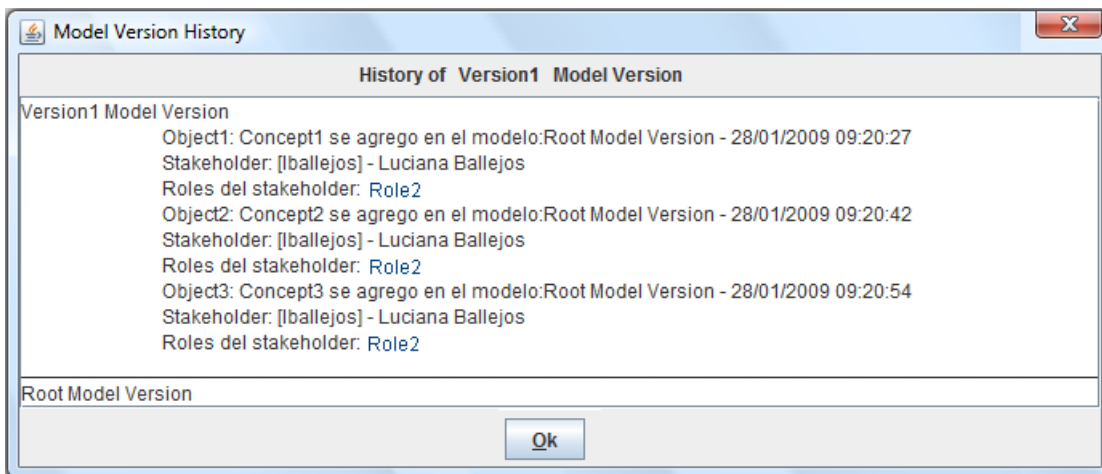 Model Version History
History of Version1 Model Version
Version1 Model Version
Object1: Concept1 se agrego en el modelo:Root Model Version - 28/01/2009 09:20:27
Stakeholder: [lballejos] - Luciana Ballejos
Roles del stakeholder: Role2
Object2: Concept2 se agrego en el modelo:Root Model Version - 28/01/2009 09:20:42
Stakeholder: [lballejos] - Luciana Ballejos
Roles del stakeholder: Role2
Object3: Concept3 se agrego en el modelo:Root Model Version - 28/01/2009 09:20:54
Stakeholder: [lballejos] - Luciana Ballejos
Roles del stakeholder: Role2
Root Model Version
Ok